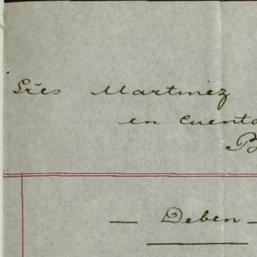 Sres Martinez
en cuenta
— Deben —